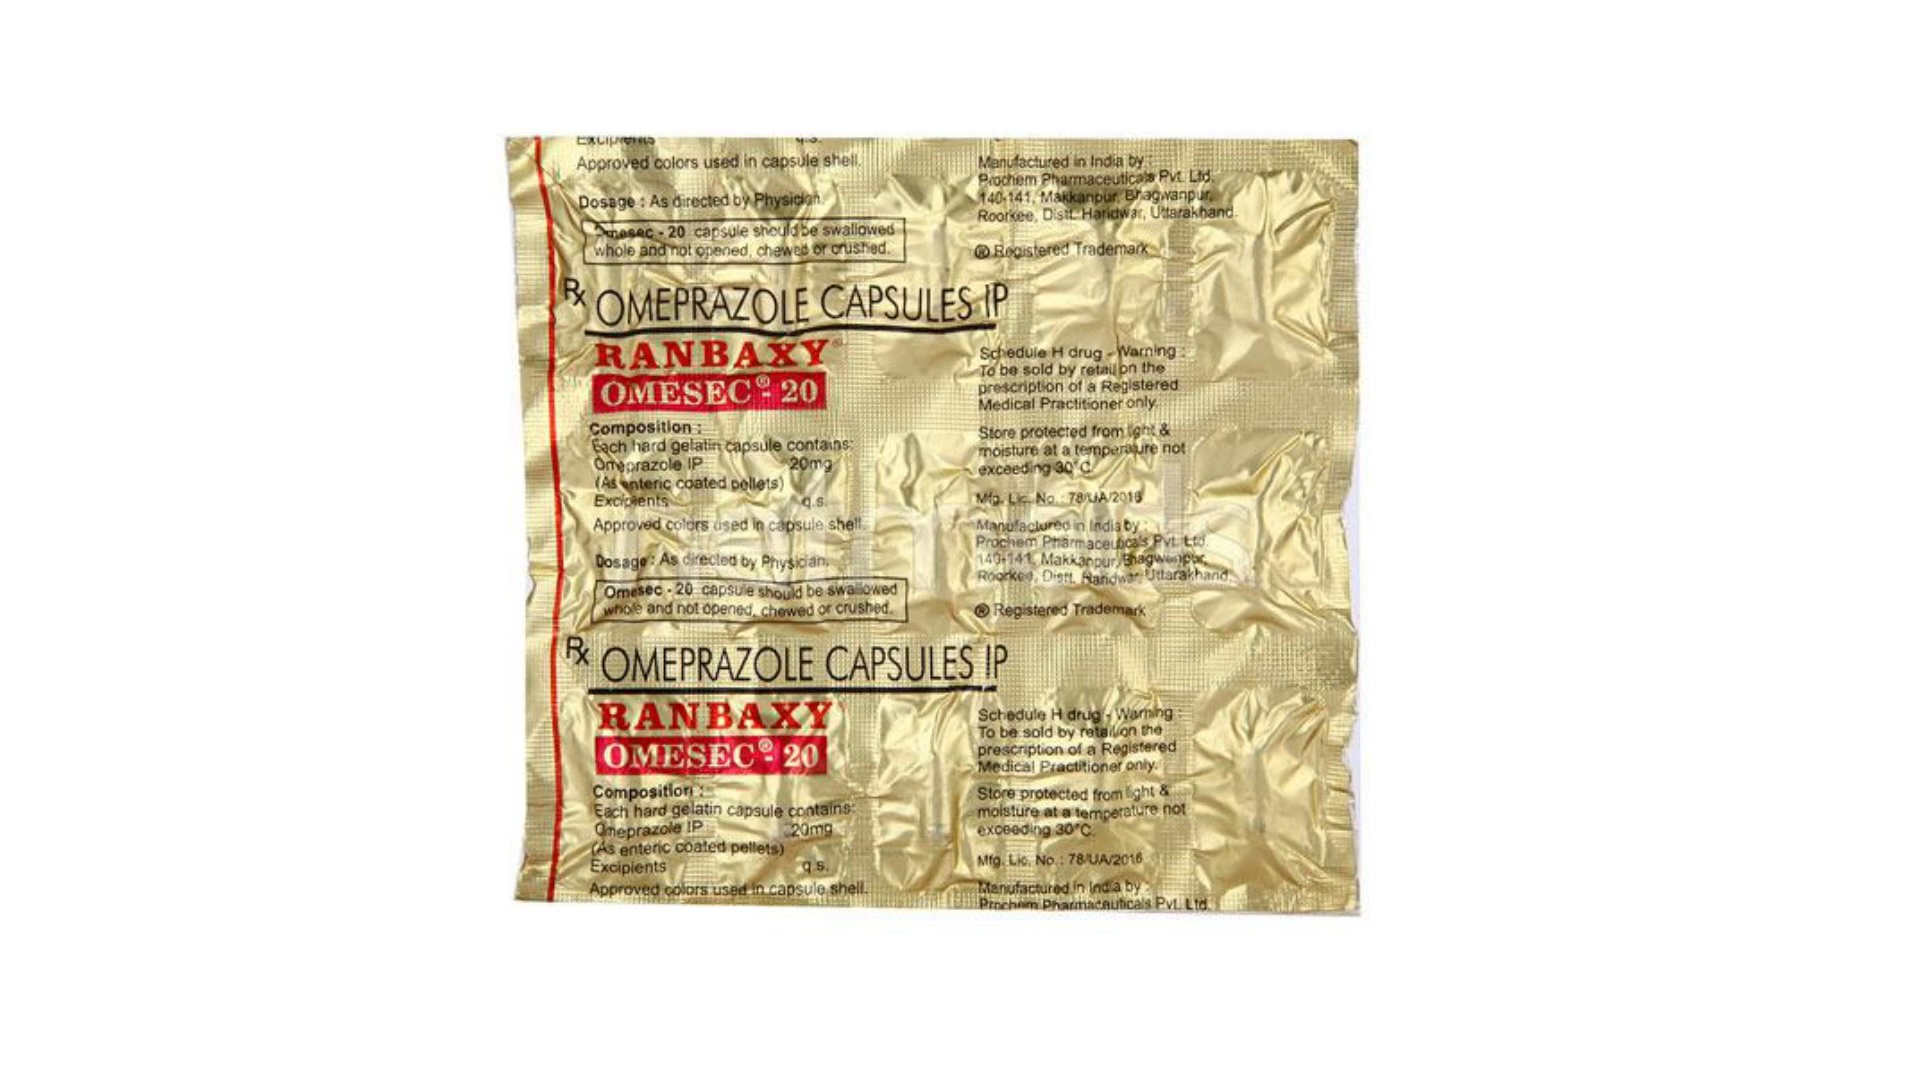 Excipients q.s.
Approved colors used in capsule shell.
Dosage : As directed by Physician.
Omesec - 20 capsule should be swallowed
whole and not opened, chewed or crushed.
Manufactured in India by :
Prochem Pharmaceuticals Pvt. Ltd.
140-141, Makkanpur, Bhagwanpur,
Roorkee, Distt. Haridwar, Uttarakhand.
® Registered Trademark
Rx OMEPRAZOLE CAPSULES IP
RANBAXY®
OMESEC®- 20
Composition :
Each hard gelatin capsule contains:
Omeprazole IP 20mg
(As enteric coated pellets)
Excipients q.s.
Approved colors used in capsule shell.
Dosage : As directed by Physician.
Omesec - 20 capsule should be swallowed
whole and not opened, chewed or crushed.
Schedule H drug - Warning :
To be sold by retail on the
prescription of a Registered
Medical Practitioner only.
Store protected from light &
moisture at a temperature not
exceeding 30°C.
Mfg. Lic. No. : 78/UA/2016
Manufactured in India by :
Prochem Pharmaceuticals Pvt. Ltd.
140-141, Makkanpur, Bhagwanpur,
Roorkee, Distt. Haridwar, Uttarakhand.
® Registered Trademark
Rx OMEPRAZOLE CAPSULES IP
RANBAXY
OMESEC®- 20
Composition :
Each hard gelatin capsule contains:
Omeprazole IP 20mg
(As enteric coated pellets)
Excipients q.s.
Approved colors used in capsule shell.
Schedule H drug - Warning :
To be sold by retail on the
prescription of a Registered
Medical Practitioner only.
Store protected from light &
moisture at a temperature not
exceeding 30°C.
Mfg. Lic. No. : 78/UA/2016
Manufactured in India by :
Prochem Pharmaceuticals Pvt. Ltd.